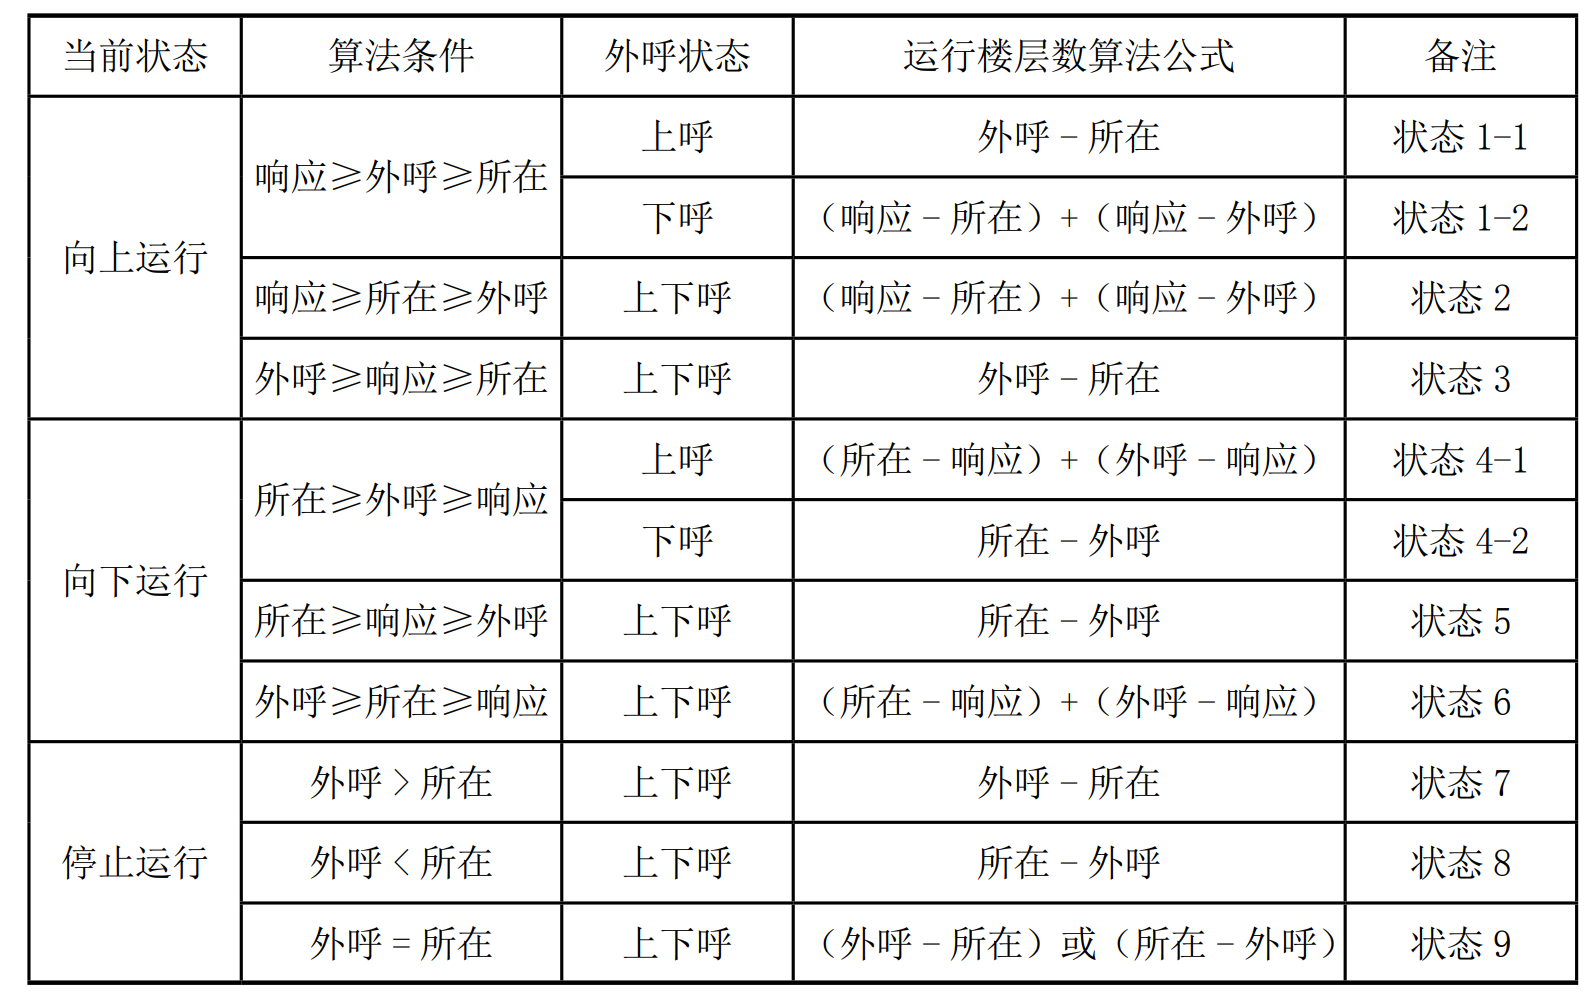 当前状态 算法条件 外呼状态 运行楼层数算法公式 备注
向上运行 响应≥外呼≥所在 上呼 外呼-所在 状态1-1
下呼 (响应-所在)+(响应-外呼) 状态1-2
响应≥所在≥外呼 上下呼 (响应-所在)+(响应-外呼) 状态2
外呼≥响应≥所在 上下呼 外呼-所在 状态3
向下运行 所在≥外呼≥响应 上呼 (所在-响应)+(外呼-响应) 状态4-1
下呼 所在-外呼 状态4-2
所在≥响应≥外呼 上下呼 所在-外呼 状态5
外呼≥所在≥响应 上下呼 (所在-响应)+(外呼-响应) 状态6
停止运行 外呼>所在 上下呼 外呼-所在 状态7
外呼<所在 上下呼 所在-外呼 状态8
外呼=所在 上下呼 (外呼-所在)或(所在-外呼) 状态9